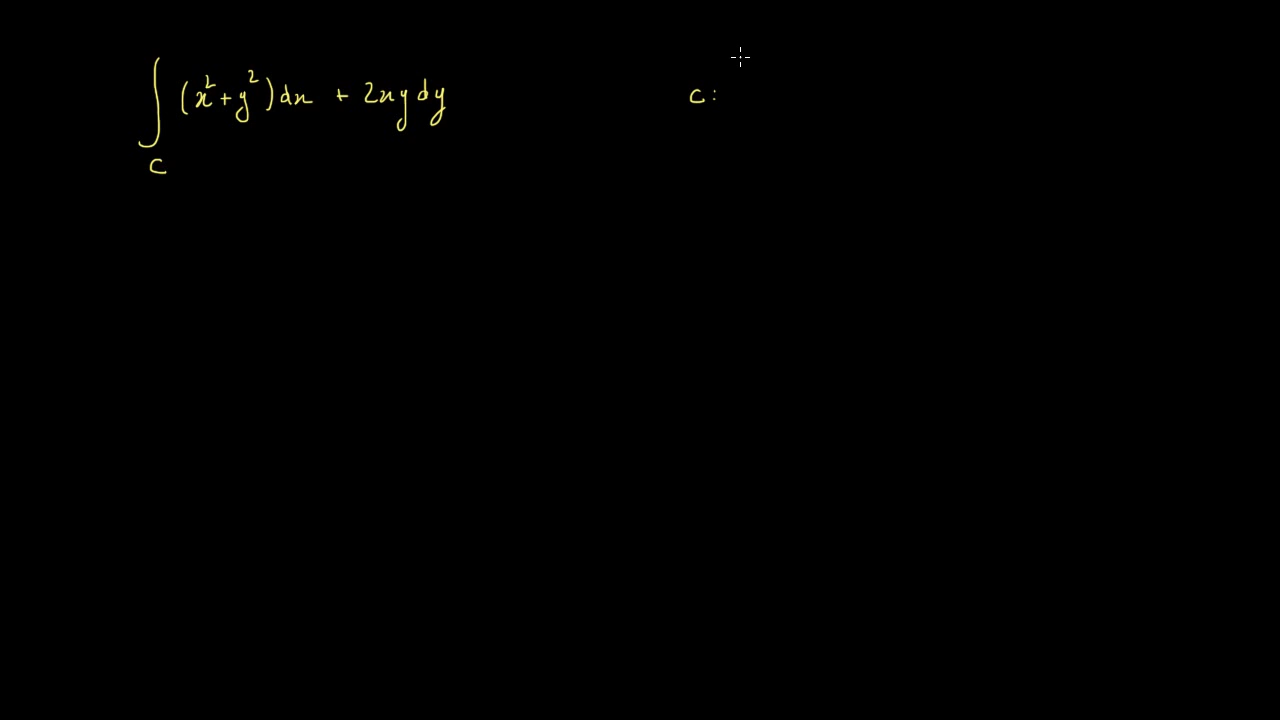 ∫ (x²+y²)dx + 2xy dy C:
C